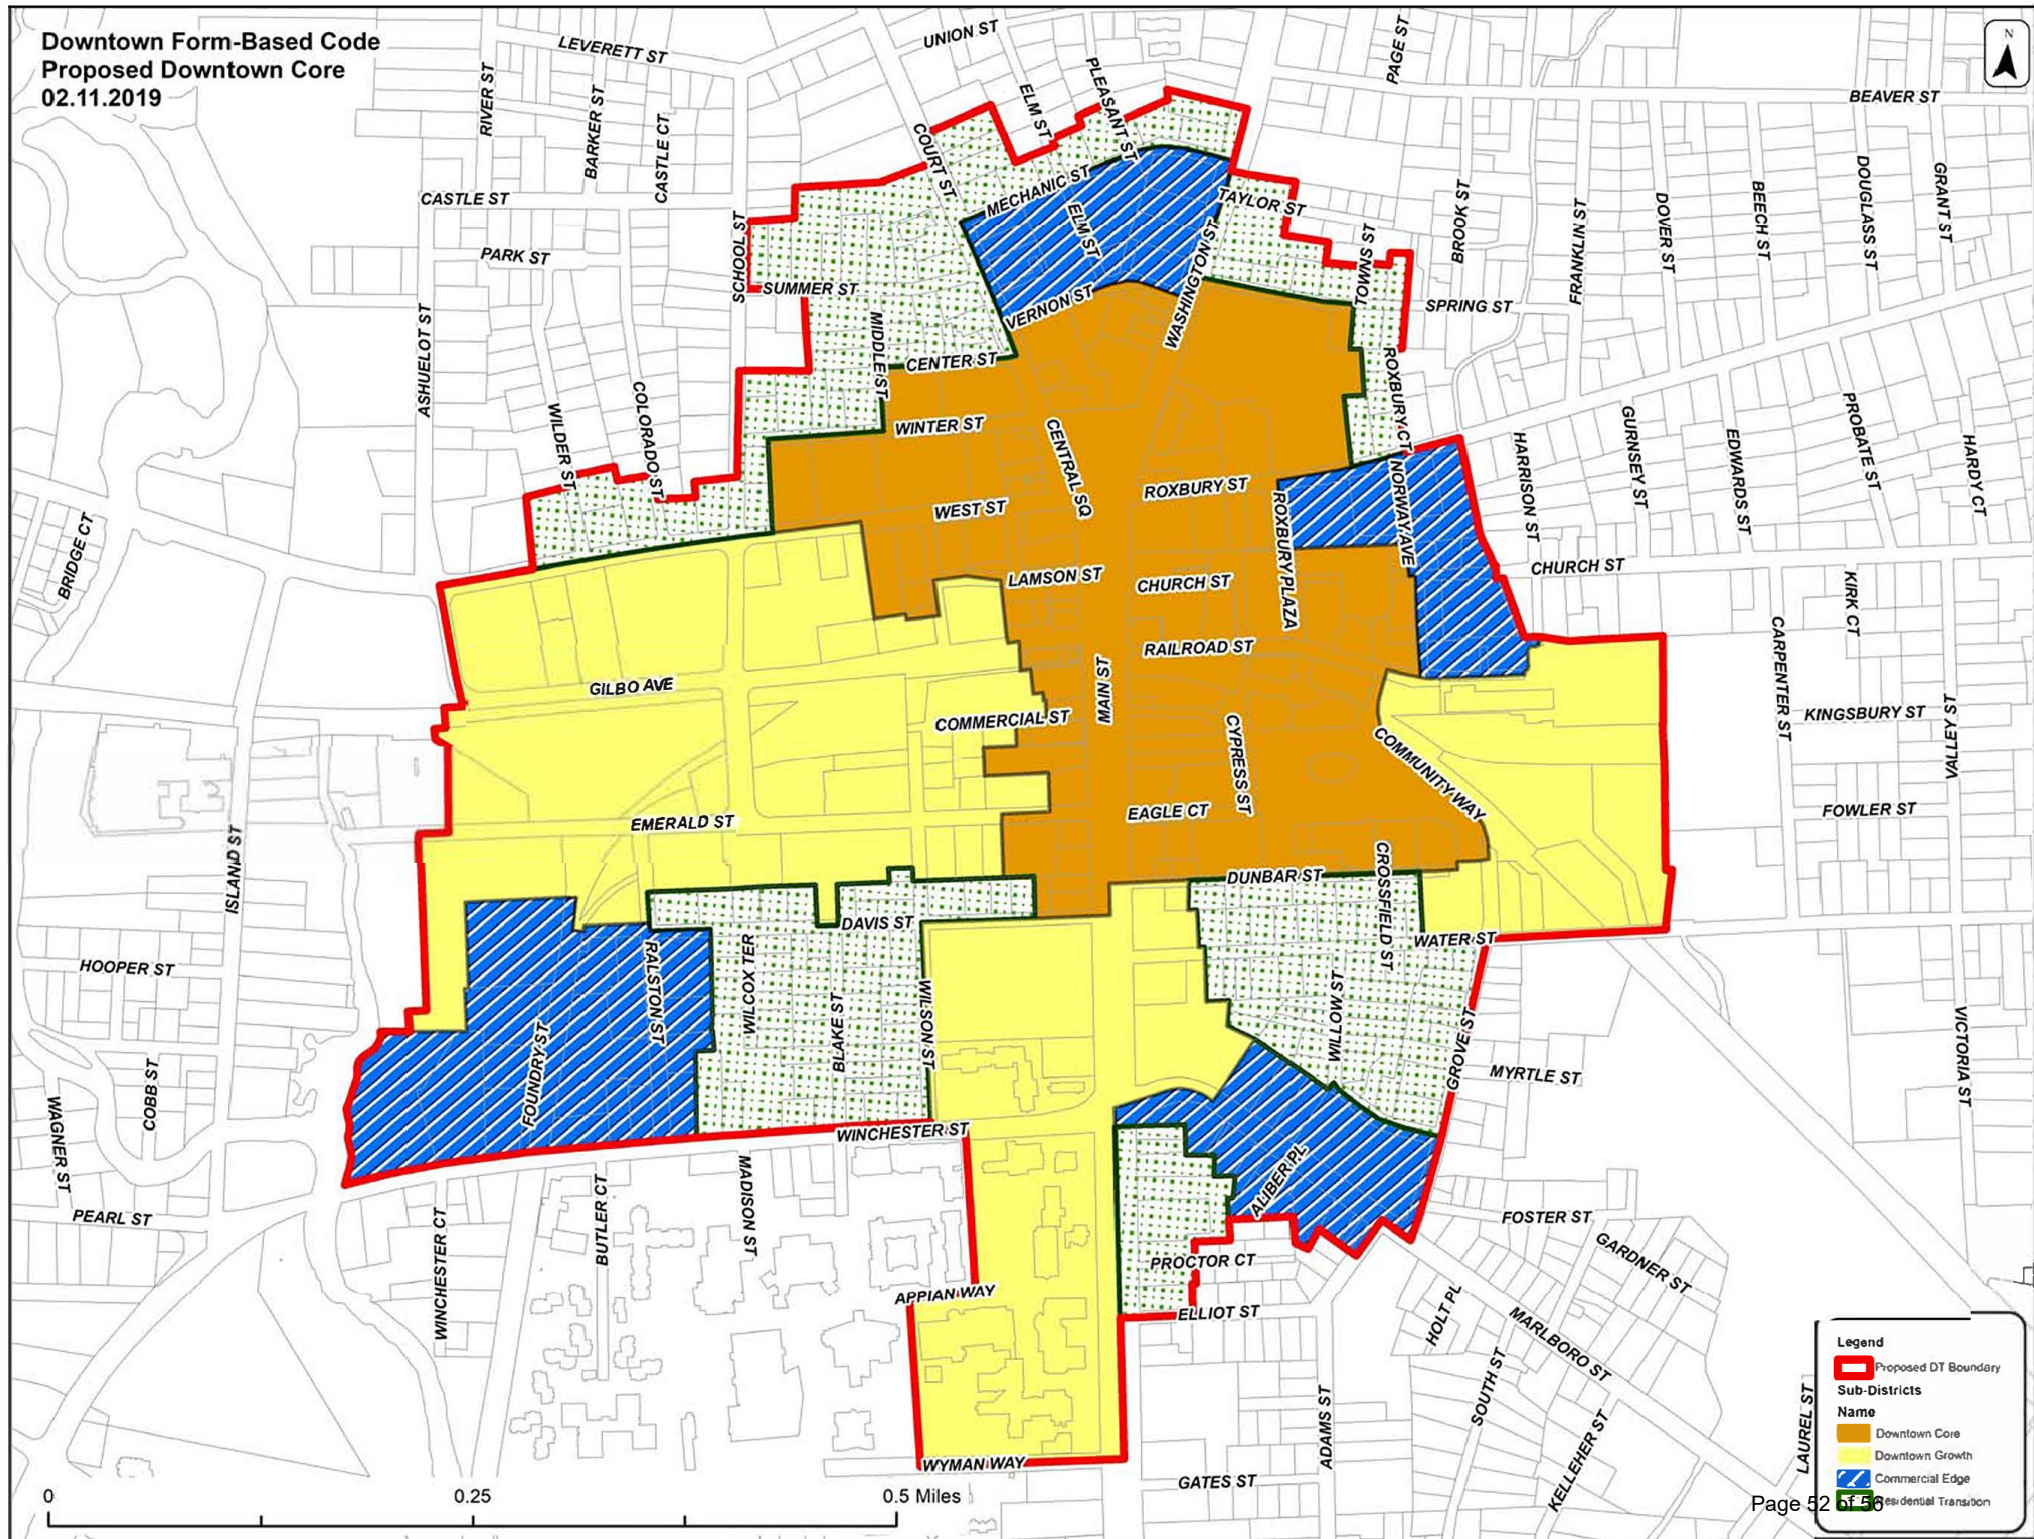 Downtown Form-Based Code
Proposed Downtown Core
02.11.2019
N
LEVERETT ST
UNION ST
PAGE ST
RIVER ST
BARKER ST
CASTLE CT
ELM ST
PLEASANT ST
BEAVER ST
COURT ST
CASTLE ST
MECHANIC ST
TAYLOR ST
BROOK ST
FRANKLIN ST
DOVER ST
BEECH ST
DOUGLASS ST
GRANT ST
PARK ST
SCHOOL ST
ELM ST
WASHINGTON ST
TOWNS ST
SUMMER ST
VERNON ST
SPRING ST
ASHUELOT ST
MIDDLE ST
CENTER ST
ROXBURY CT
WILDER ST
COLORADO ST
WINTER ST
CENTRAL SQ
NORWAY AVE
HARRISON ST
GURNSEY ST
EDWARDS ST
PROBATE ST
HARDY CT
WEST ST
ROXBURY ST
ROXBURY PLAZA
BRIDGE CT
LAMSON ST
CHURCH ST
CHURCH ST
KIRK CT
CARPENTER ST
GILBO AVE
MAIN ST
RAILROAD ST
COMMERCIAL ST
CYPRESS ST
COMMUNITY WAY
KINGSBURY ST
VALLEY ST
EMERALD ST
EAGLE CT
FOWLER ST
ISLAND ST
DUNBAR ST
CROSSFIELD ST
DAVIS ST
WATER ST
HOOPER ST
RALSTON ST
WILCOX TER
BLAKE ST
WILSON ST
WILLOW ST
GROVE ST
VICTORIA ST
FOUNDRY ST
COBB ST
WAGNER ST
MYRTLE ST
WINCHESTER ST
ALIBER PL
PEARL ST
WINCHESTER CT
BUTLER CT
MADISON ST
PROCTOR CT
FOSTER ST
GARDNER ST
APPIAN WAY
ELLIOT ST
HOLT PL
MARLBORO ST
SOUTH ST
ADAMS ST
KELLEHER ST
LAUREL ST
WYMAN WAY
GATES ST
0
0.25
0.5 Miles
Legend
Proposed DT Boundary
Sub-Districts
Name
Downtown Core
Downtown Growth
Commercial Edge
Residential Transition
Page 52 of 56